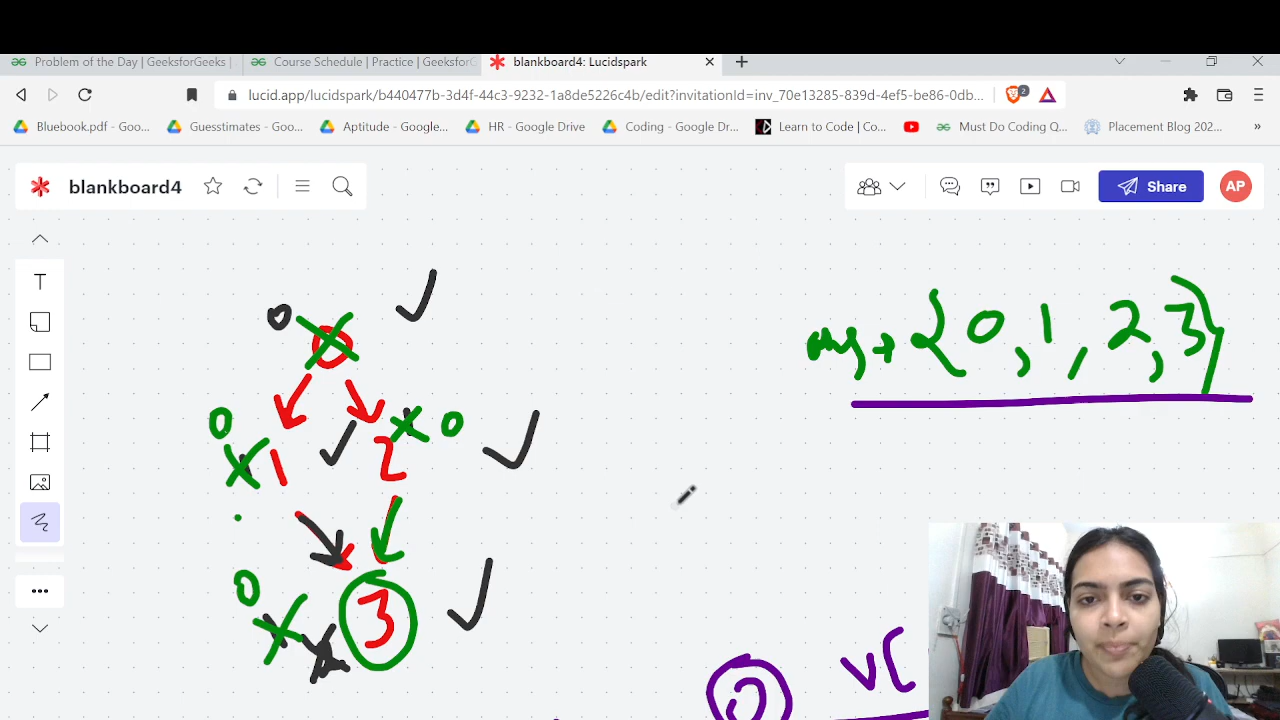 Problem of the Day | GeeksforGeeks
Course Schedule | Practice | GeeksforG
blankboard4: Lucidspark
lucid.app/lucidspark/b440477b-3d4f-44c3-9232-1a8de5226c4b/edit?invitationId=inv_70e13285-839d-4ef5-be86-0db...
2
Bluebook.pdf - Goo...
Guesstimates - Goo...
Aptitude - Google...
HR - Google Drive
Coding - Google Dr...
Learn to Code | Co...
Must Do Coding Q...
Placement Blog 202...
»
blankboard4
Share
AP
T
0 0
{0,1,2,3}
0 1 2 0
0 3
0 v[